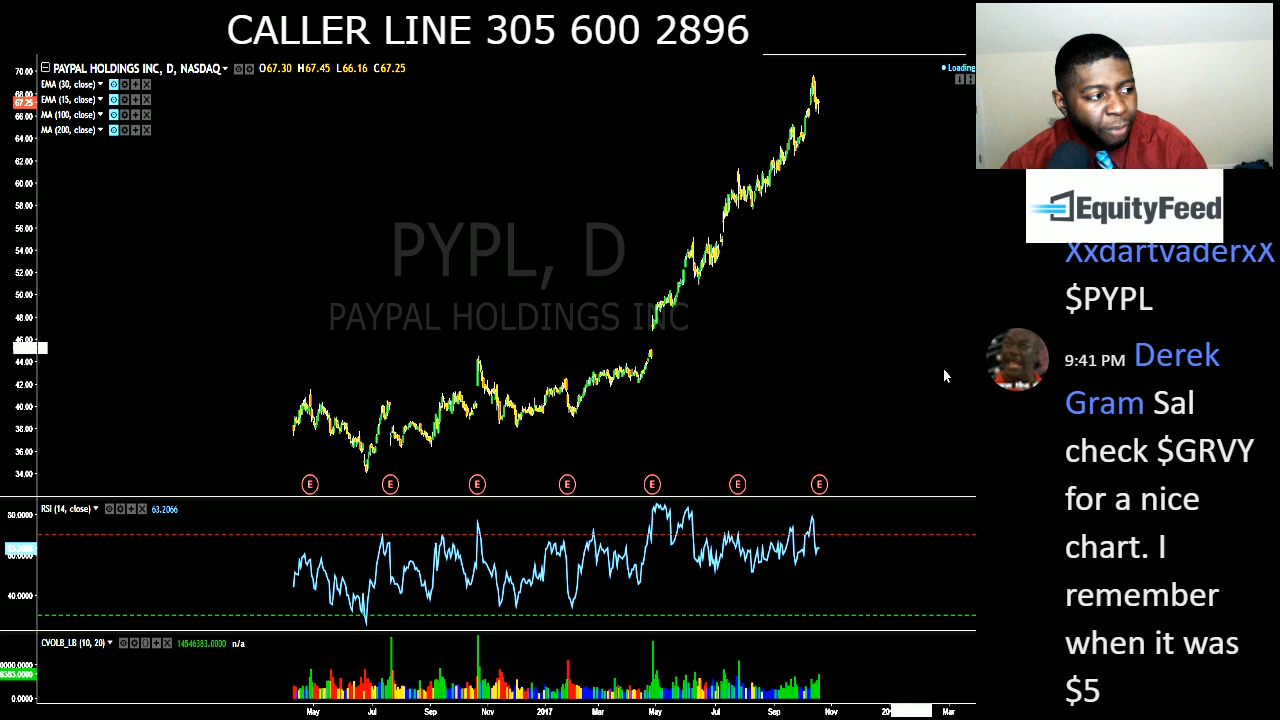 CALLER LINE 305 600 2896
PAYPAL HOLDINGS INC, D, NASDAQ O67.30 H67.45 L66.16 C67.25
EMA (30, close)
EMA (15, close)
MA (100, close)
MA (200, close)
Loading
70.00
68.00
67.25
66.00
64.00
62.00
60.00
58.00
56.00
54.00
52.00
50.00
48.00
46.00
44.00
42.00
40.00
38.00
36.00
34.00
PYPL, D
PAYPAL HOLDINGS INC
E E E E E E E
RSI (14, close) 63.2066
80.0000
40.0000
CVOLB_LB (10, 20) 14546383.0000 n/a
0.0000
May Jul Sep Nov 2017 Mar May Jul Sep Nov Mar
EquityFeed
XxdartvaderxX
$PYPL
9:41 PM Derek
Gram Sal
check $GRVY
for a nice
chart. I
remember
when it was
$5